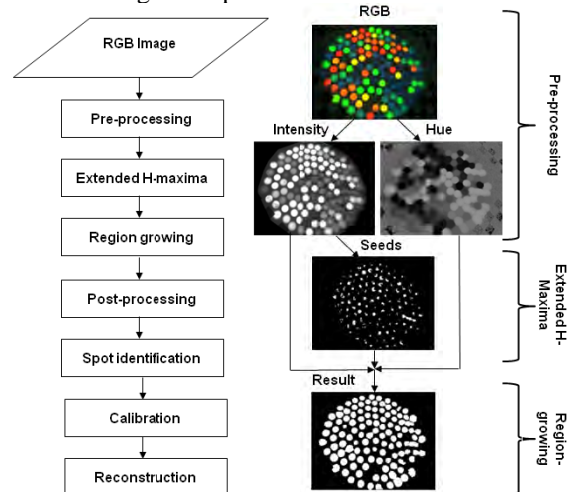 RGB Image
Pre-processing
Extended H-maxima
Region growing
Post-processing
Spot identification
Calibration
Reconstruction
RGB
Intensity
Hue
Seeds
Result
Pre-processing
Extended H-
Maxima
Region-
growing